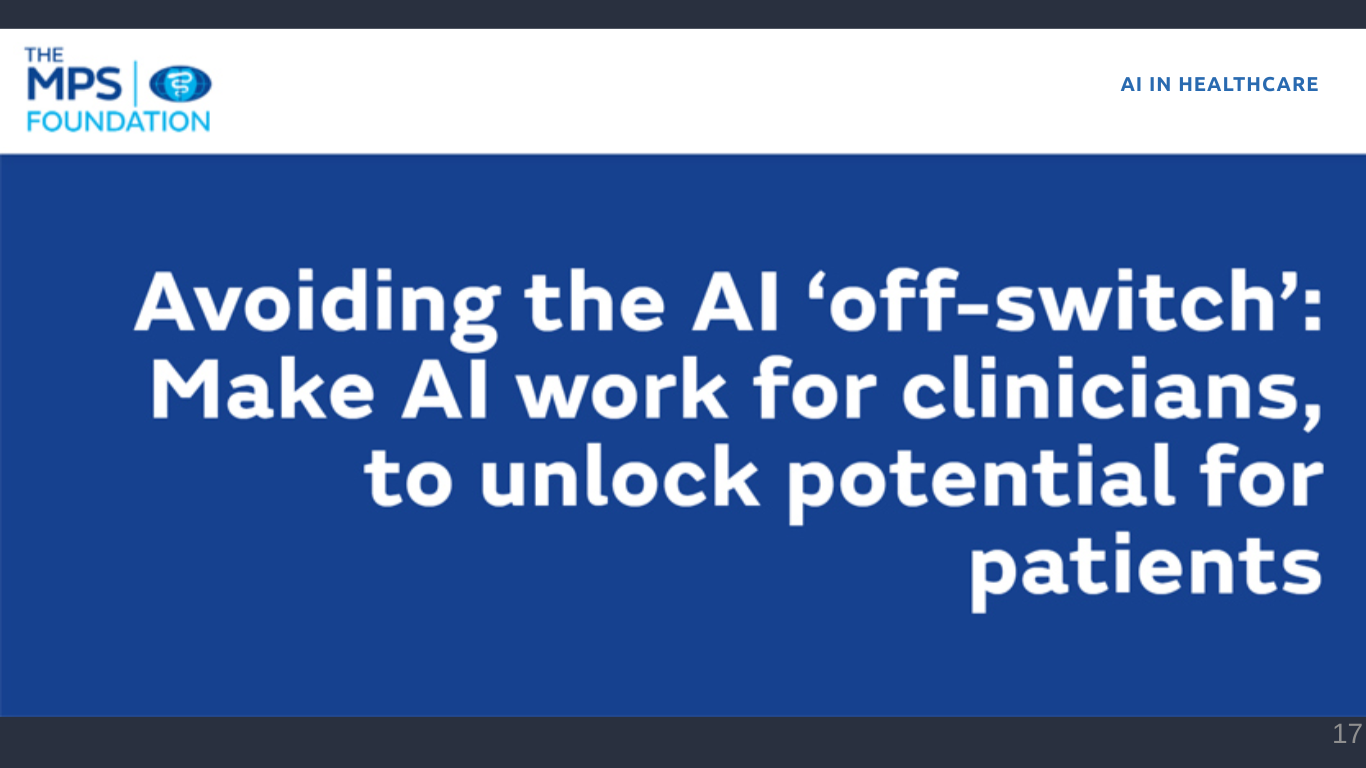 THE
MPS
FOUNDATION
AI IN HEALTHCARE
Avoiding the AI ‘off-switch’:
Make AI work for clinicians,
to unlock potential for
patients
17